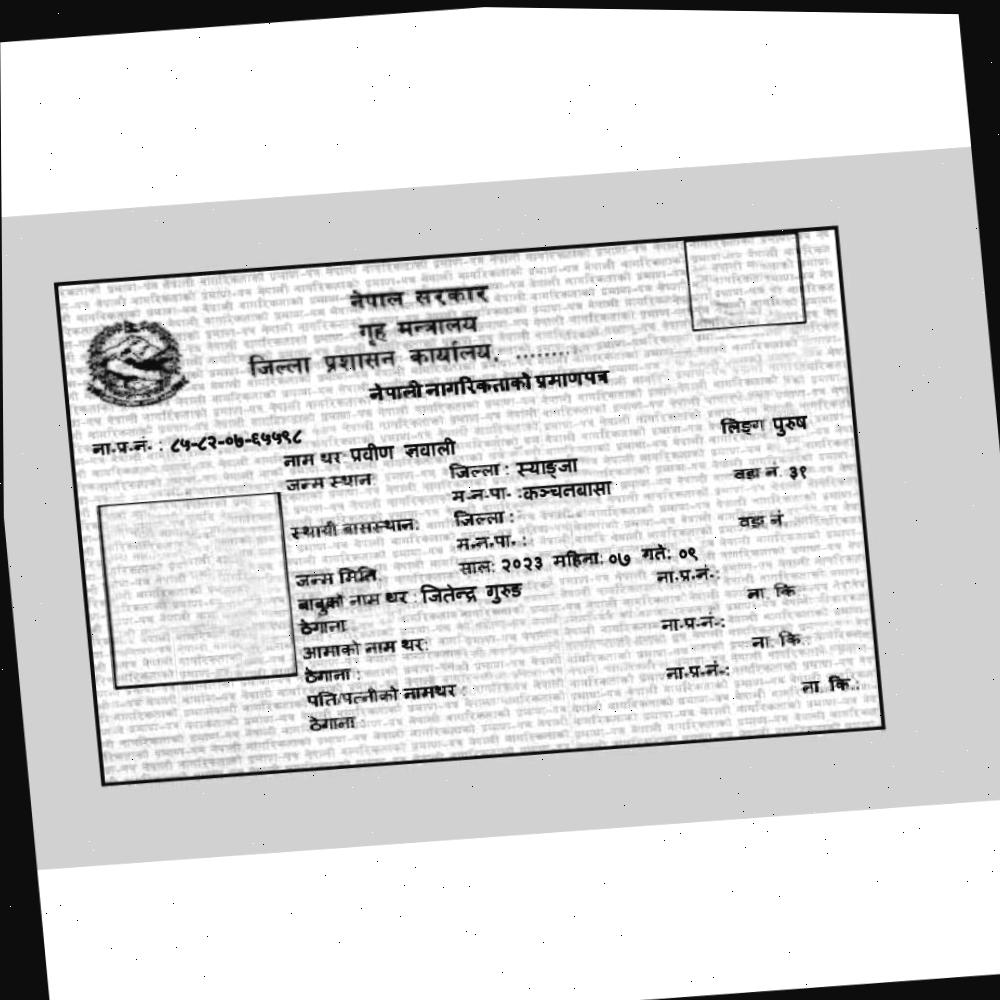 नेपाल सरकार
गृह मन्त्रालय
जिल्ला प्रशासन कार्यालय, ........
नेपाली नागरिकताको प्रमाणपत्र
ना.प्र.नं. : ८५-८२-०७-६५५९८
लिङ्ग पुरुष
नाम थर प्रवीण ज्ञवाली
जन्म स्थान: जिल्ला : स्याङ्जा वडा नं. ३१
म.न.पा. :कञ्चनबासा
स्थायी बासस्थान: जिल्ला : वडा नं.
म.न.पा. :
जन्म मिति: साल: २०२३ महिना: ०७ गते: ०९
बाबुको नाम थर : जितेन्द्र गुरुङ ना.प्र.नं.:
ठेगाना ना. कि
आमाको नाम थर: ना.प्र.नं.:
ठेगाना : ना. कि.:
पति/पत्नीको नामथर : ना.प्र.नं.:
ठेगाना : ना. कि.: